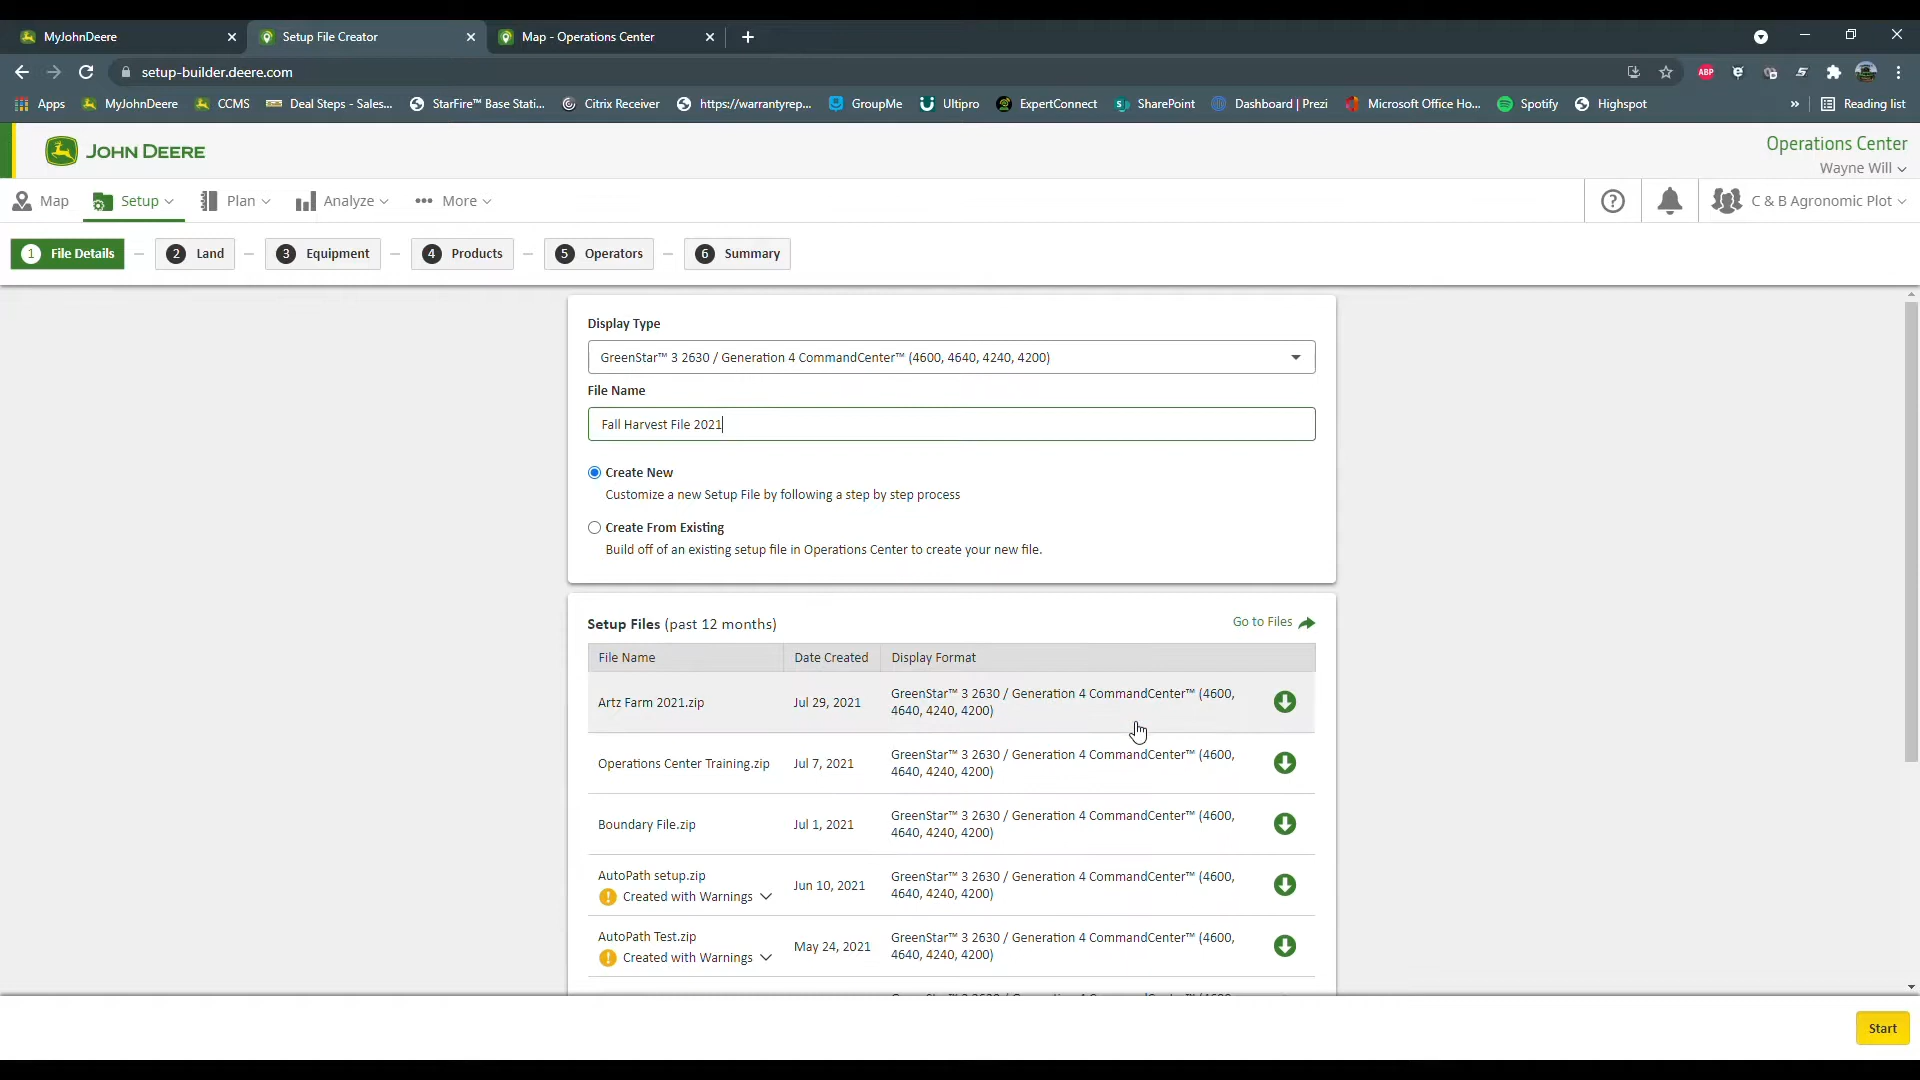 MyJohnDeere
Setup File Creator
Map - Operations Center
setup-builder.deere.com
ABP
Apps
MyJohnDeere
CCMS
Deal Steps - Sales...
StarFire™ Base Stati...
Citrix Receiver
https://warrantyrep...
GroupMe
Ultipro
ExpertConnect
SharePoint
Dashboard | Prezi
Microsoft Office Ho...
Spotify
Highspot
»
Reading list
JOHN DEERE
Operations Center
Wayne Will
Map
Setup
Plan
Analyze
More
C & B Agronomic Plot
1 File Details
2 Land
3 Equipment
4 Products
5 Operators
6 Summary
Display Type
GreenStar™ 3 2630 / Generation 4 CommandCenter™ (4600, 4640, 4240, 4200)
File Name
Fall Harvest File 2021
Create New
Customize a new Setup File by following a step by step process
Create From Existing
Build off of an existing setup file in Operations Center to create your new file.
Setup Files (past 12 months)
Go to Files
File Name
Date Created
Display Format
Artz Farm 2021.zip
Jul 29, 2021
GreenStar™ 3 2630 / Generation 4 CommandCenter™ (4600,
4640, 4240, 4200)
Operations Center Training.zip
Jul 7, 2021
GreenStar™ 3 2630 / Generation 4 CommandCenter™ (4600,
4640, 4240, 4200)
Boundary File.zip
Jul 1, 2021
GreenStar™ 3 2630 / Generation 4 CommandCenter™ (4600,
4640, 4240, 4200)
AutoPath setup.zip
Created with Warnings
Jun 10, 2021
GreenStar™ 3 2630 / Generation 4 CommandCenter™ (4600,
4640, 4240, 4200)
AutoPath Test.zip
Created with Warnings
May 24, 2021
GreenStar™ 3 2630 / Generation 4 CommandCenter™ (4600,
4640, 4240, 4200)
Start